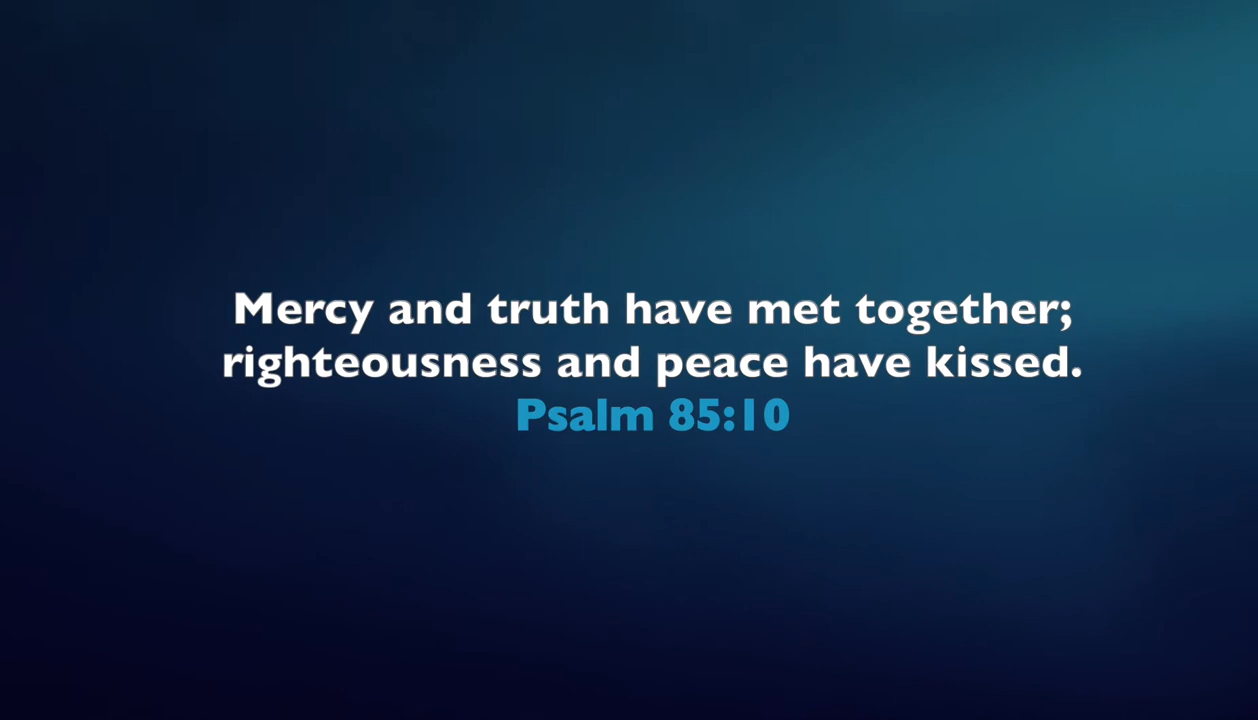 Mercy and truth have met together;
righteousness and peace have kissed.
Psalm 85:10